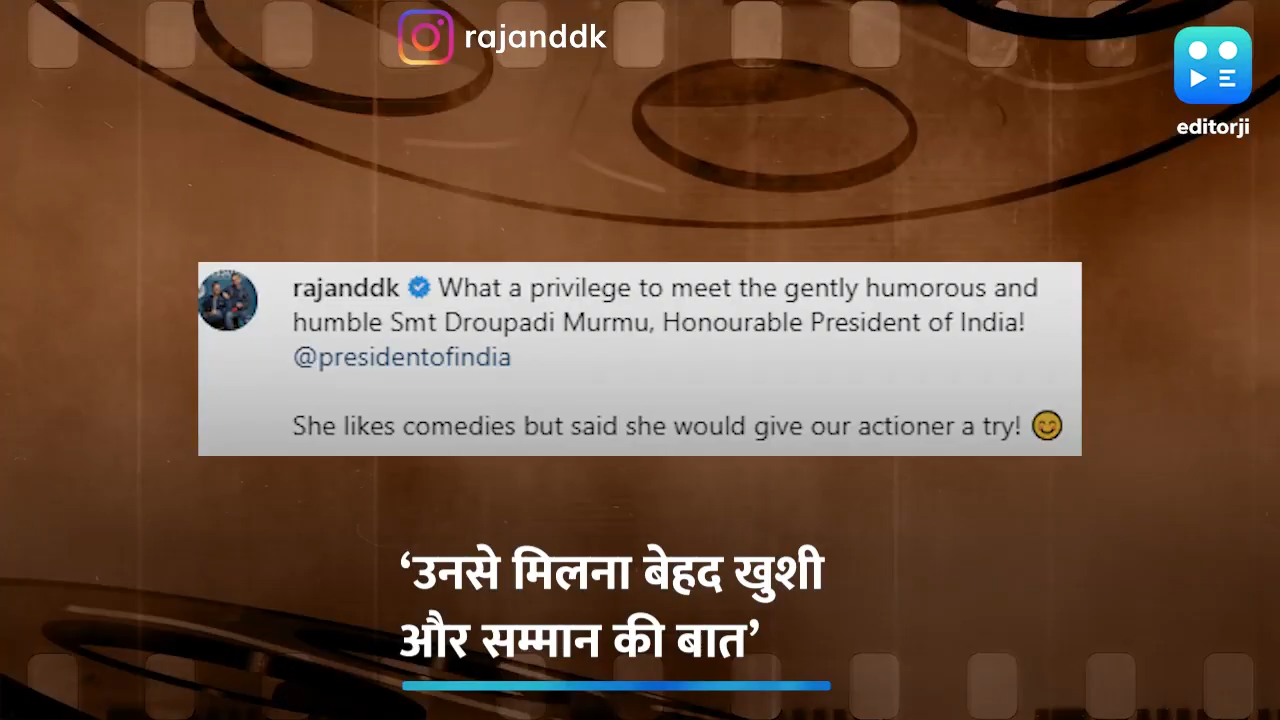 rajanddk
editorji
rajanddk What a privilege to meet the gently humorous and
humble Smt Droupadi Murmu, Honourable President of India!
@presidentofindia
She likes comedies but said she would give our actioner a try! 😊
‘उनसे मिलना बेहद खुशी
और सम्मान की बात’